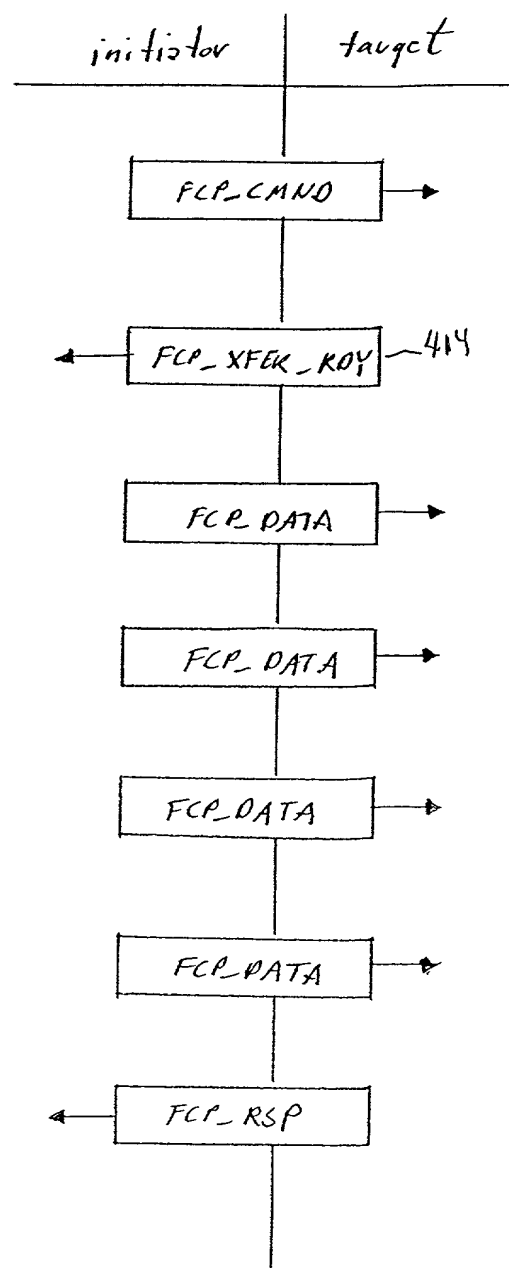 initiator target
FCP_CMND
FCP_XFER_RDY 414
FCP_DATA
FCP_DATA
FCP_DATA
FCP_DATA
FCP_RSP